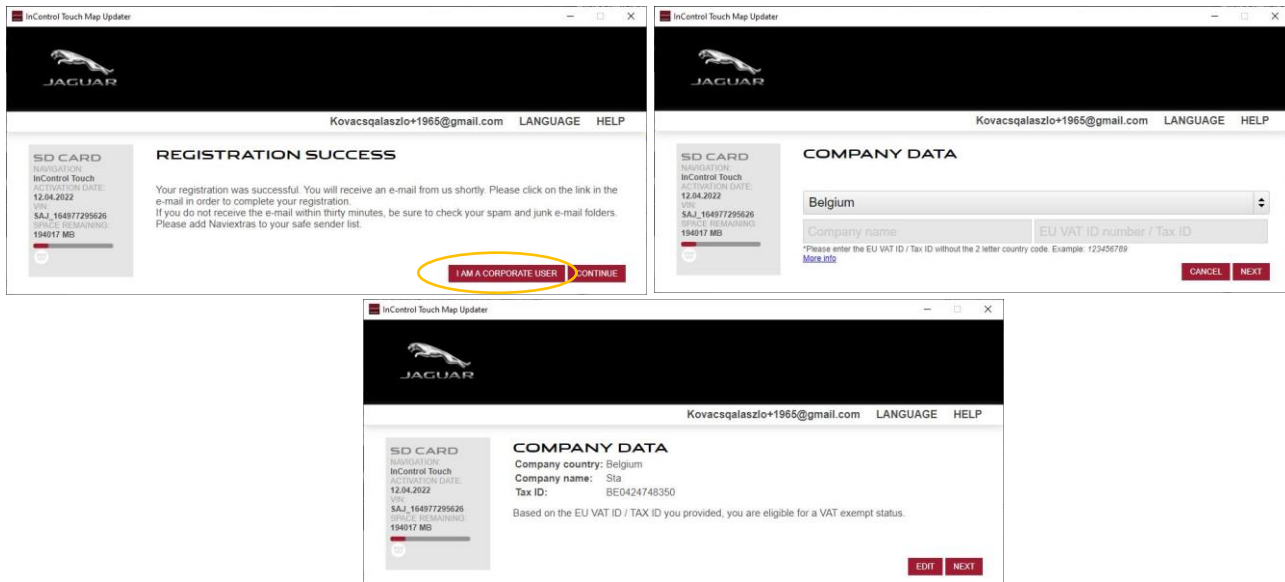 InControl Touch Map Updater
JAGUAR
Kovacsqalaszlo+1965@gmail.com LANGUAGE HELP
SD CARD
NAVIGATION:
InControl Touch
ACTIVATION DATE:
12.04.2022
VIN:
SAJ_164977295626
SPACE REMAINING:
194017 MB
REGISTRATION SUCCESS
Your registration was successful. You will receive an e-mail from us shortly. Please click on the link in the
e-mail in order to complete your registration.
If you do not receive the e-mail within thirty minutes, be sure to check your spam and junk e-mail folders.
Please add Naviextras to your safe sender list.
I AM A CORPORATE USER CONTINUE
InControl Touch Map Updater
JAGUAR
Kovacsqalaszlo+1965@gmail.com LANGUAGE HELP
SD CARD
NAVIGATION:
InControl Touch
ACTIVATION DATE:
12.04.2022
VIN:
SAJ_164977295626
SPACE REMAINING:
194017 MB
COMPANY DATA
Belgium
Company name EU VAT ID number / Tax ID
*Please enter the EU VAT ID / Tax ID without the 2 letter country code. Example: 123456789
More info
CANCEL NEXT
InControl Touch Map Updater
JAGUAR
Kovacsqalaszlo+1965@gmail.com LANGUAGE HELP
SD CARD
NAVIGATION:
InControl Touch
ACTIVATION DATE:
12.04.2022
VIN:
SAJ_164977295626
SPACE REMAINING:
194017 MB
COMPANY DATA
Company country: Belgium
Company name: Sta
Tax ID: BE0424748350
Based on the EU VAT ID / TAX ID you provided, you are eligible for a VAT exempt status.
EDIT NEXT